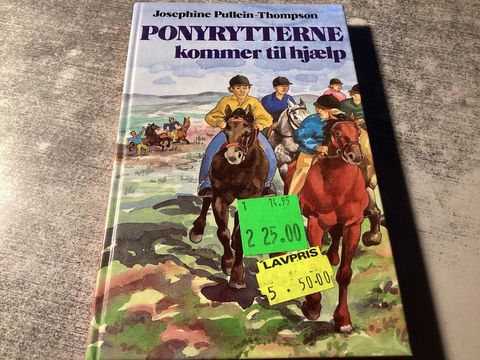 Josephine Pullein-Thompson
PONYRYTTERNE
kommer til hjælp
1 14.95
2 25.00
LAVPRIS
5. 50.00